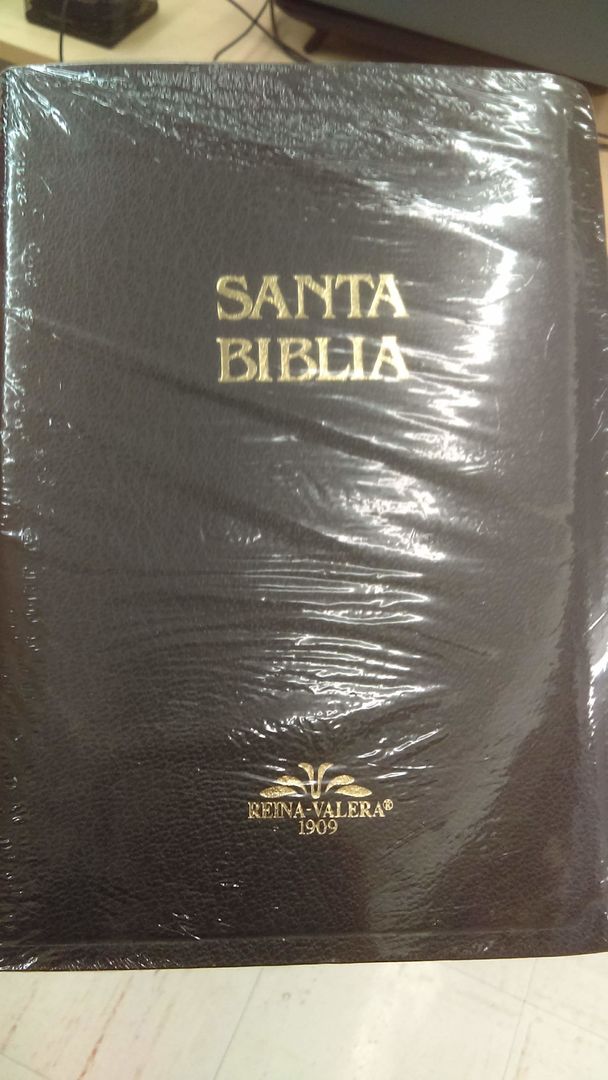 SANTA
BIBLIA
REINA-VALERA®
1909